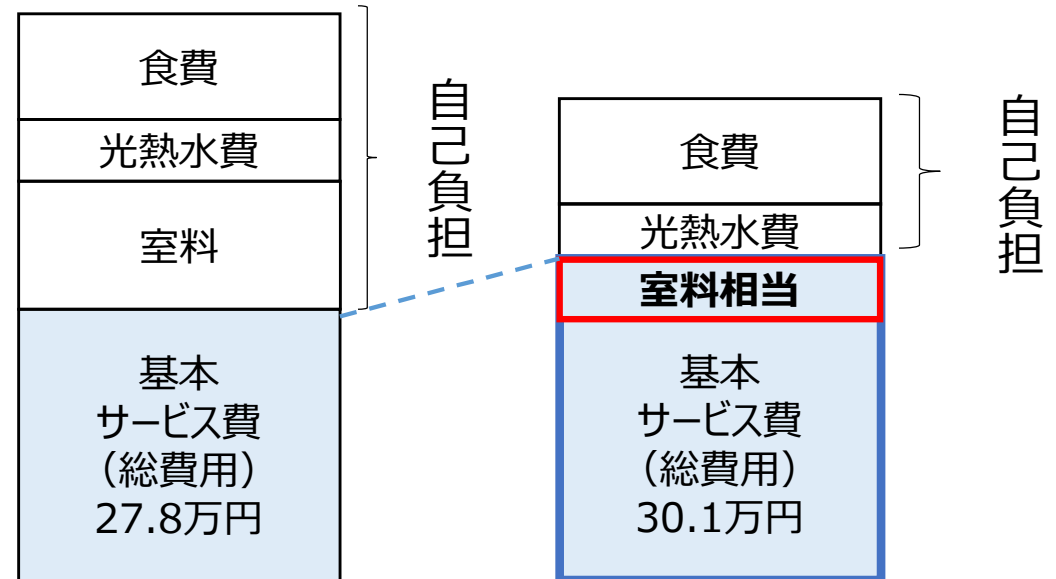 食費
光熱水費
室料
自己負担
基本
サービス費
（総費用）
27.8万円
食費
光熱水費
自己負担
室料相当
基本
サービス費
（総費用）
30.1万円